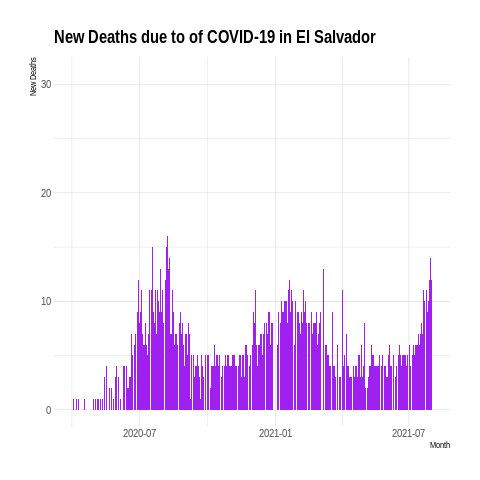 New Deaths due to of COVID-19 in El Salvador
New Deaths
30
20
10
0
2020-07
2021-01
2021-07
Month